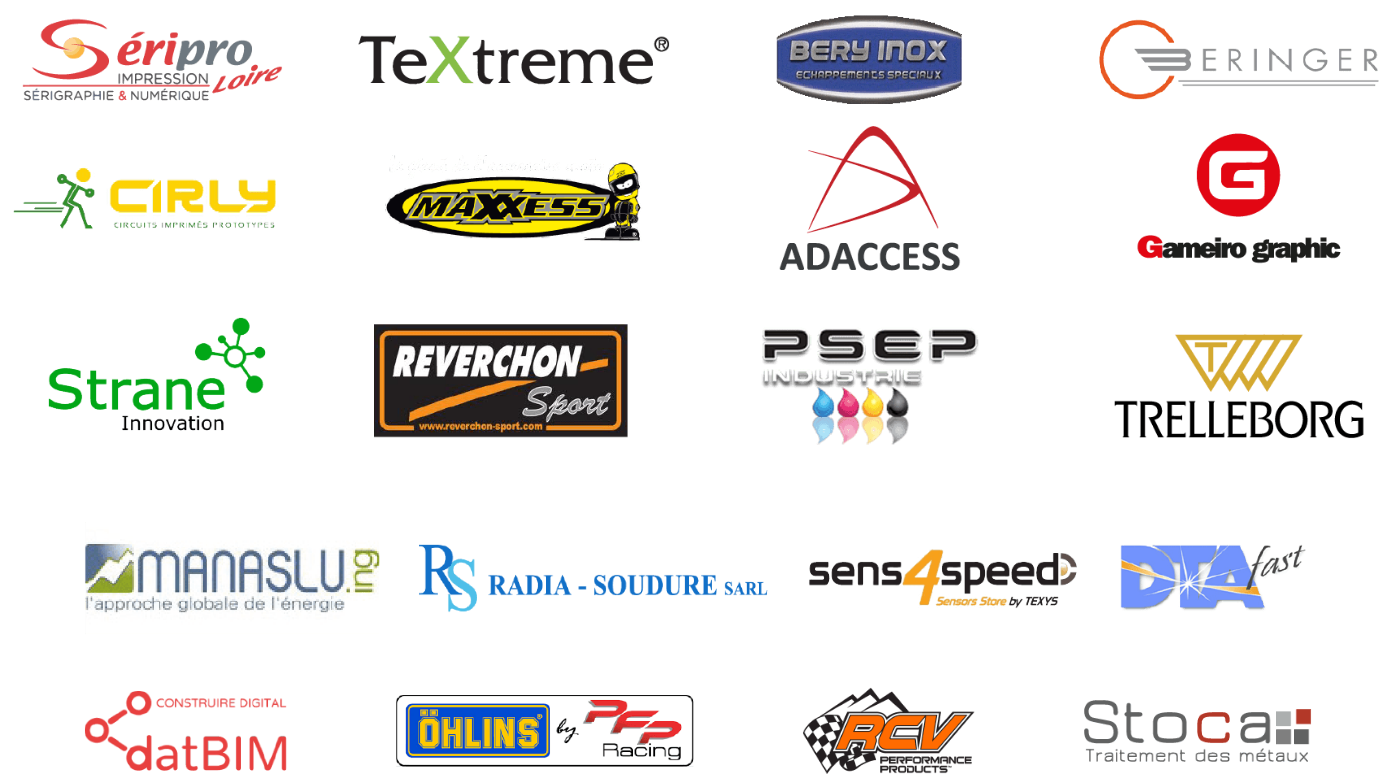 Séripro
IMPRESSION
Loire
SÉRIGRAPHIE & NUMÉRIQUE
TeXtreme®
BERY INOX
ECHAPPEMENTS SPECIAUX
BERINGER
CIRLY
CIRCUITS IMPRIMÉS PROTOTYPES
MAXXESS
ADACCESS
G
Gameiro graphic
Strane
Innovation
REVERCHON
Sport
www.reverchon-sport.com
PSEP
INDUSTRIE
T
TRELLEBORG
MANASLU.ing
l'approche globale de l'énergie
RS RADIA - SOUDURE SARL
sens4speed
Sensors Store by TEXYS
DIA fast
CONSTRUIRE DIGITAL
datBIM
ÖHLINS by PFP
Racing
RCV
PERFORMANCE
PRODUCTS™
Stoca
Traitement des métaux